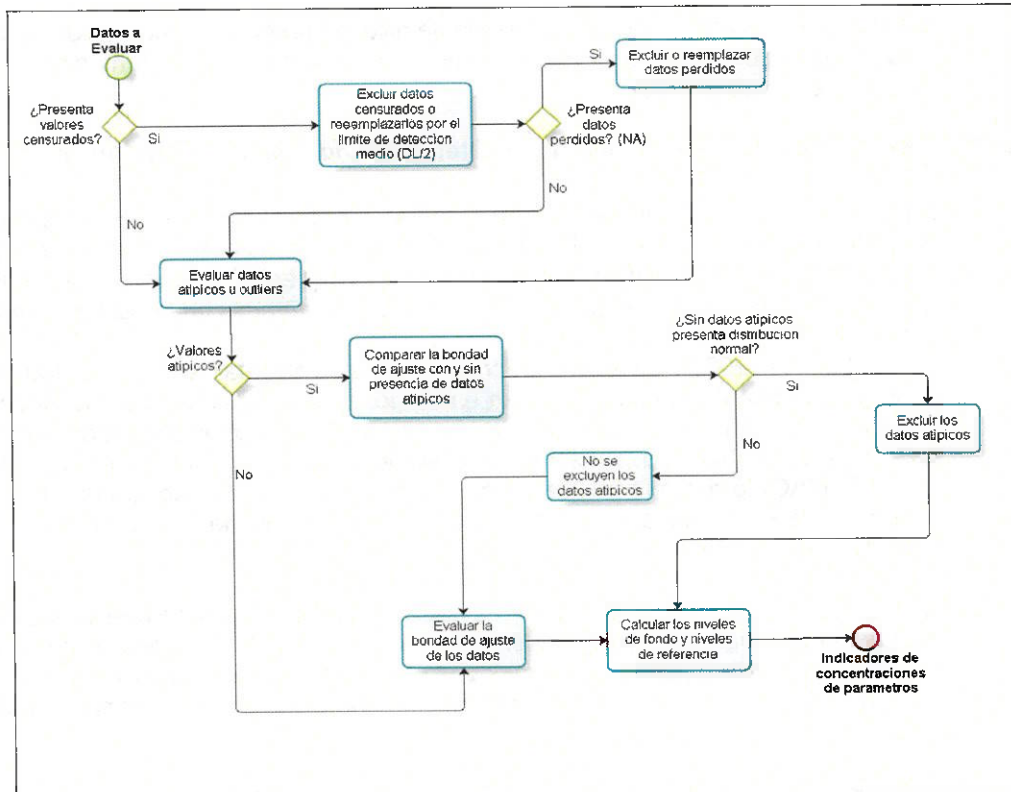 Datos a
Evaluar
¿Presenta
valores
censurados?
Si
Excluir datos
censurados o
reeemplazarlos por el
limite de deteccion
medio (DL/2)
¿Presenta
datos
perdidos? (NA)
Si
Excluir o reemplazar
datos perdidos
No
No
Evaluar datos
atipicos u outliers
¿Valores
atipicos?
Si
Comparar la bondad
de ajuste con y sin
presencia de datos
atipicos
¿Sin datos atipicos
presenta distribucion
normal?
Si
Excluir los
datos atipicos
No
No se
excluyen los
datos atipicos
No
Evaluar la
bondad de ajuste
de los datos
Calcular los niveles
de fondo y niveles
de referencia
Indicadores de
concentraciones
de parametros